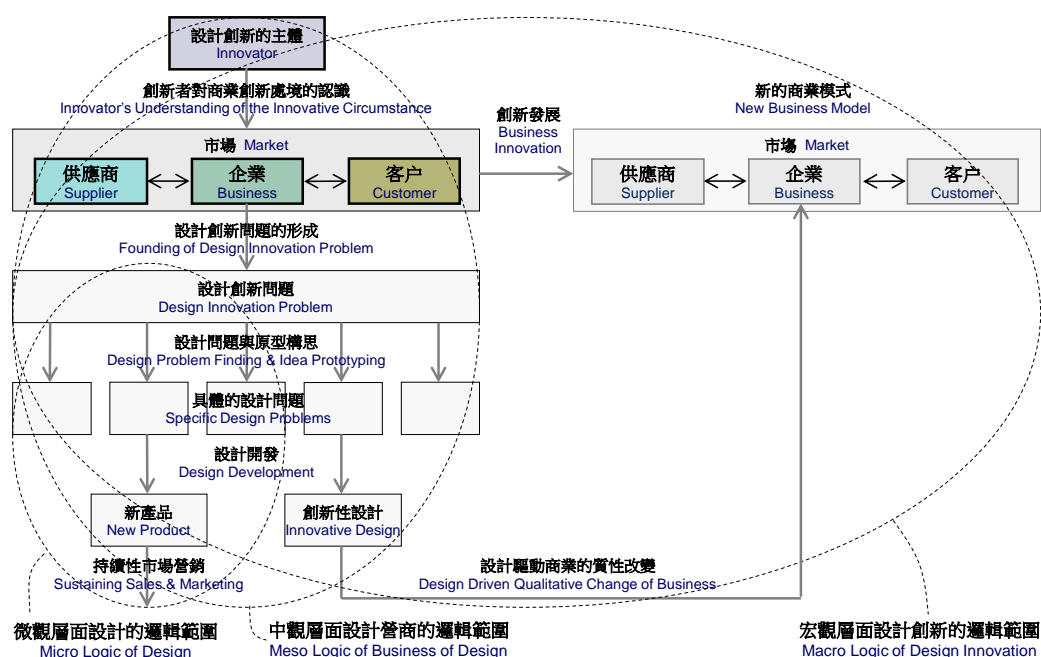 設計創新的主體
Innovator
創新者對商業創新處境的認識
Innovator's Understanding of the Innovative Circumstance
市場 Market
供應商
Supplier
企業
Business
客户
Customer
創新發展
Business
Innovation
新的商業模式
New Business Model
市場 Market
供應商
Supplier
企業
Business
客户
Customer
設計創新問題的形成
Founding of Design Innovation Problem
設計創新問題
Design Innovation Problem
設計問題與原型構思
Design Problem Finding & Idea Prototyping
具體的設計問題
Specific Design Problems
設計開發
Design Development
新產品
New Product
創新性設計
Innovative Design
持續性市場營銷
Sustaining Sales & Marketing
設計驅動商業的質性改變
Design Driven Qualitative Change of Business
微觀層面設計的邏輯範圍
Micro Logic of Design
中觀層面設計營商的邏輯範圍
Meso Logic of Business of Design
宏觀層面設計創新的邏輯範圍
Macro Logic of Design Innovation